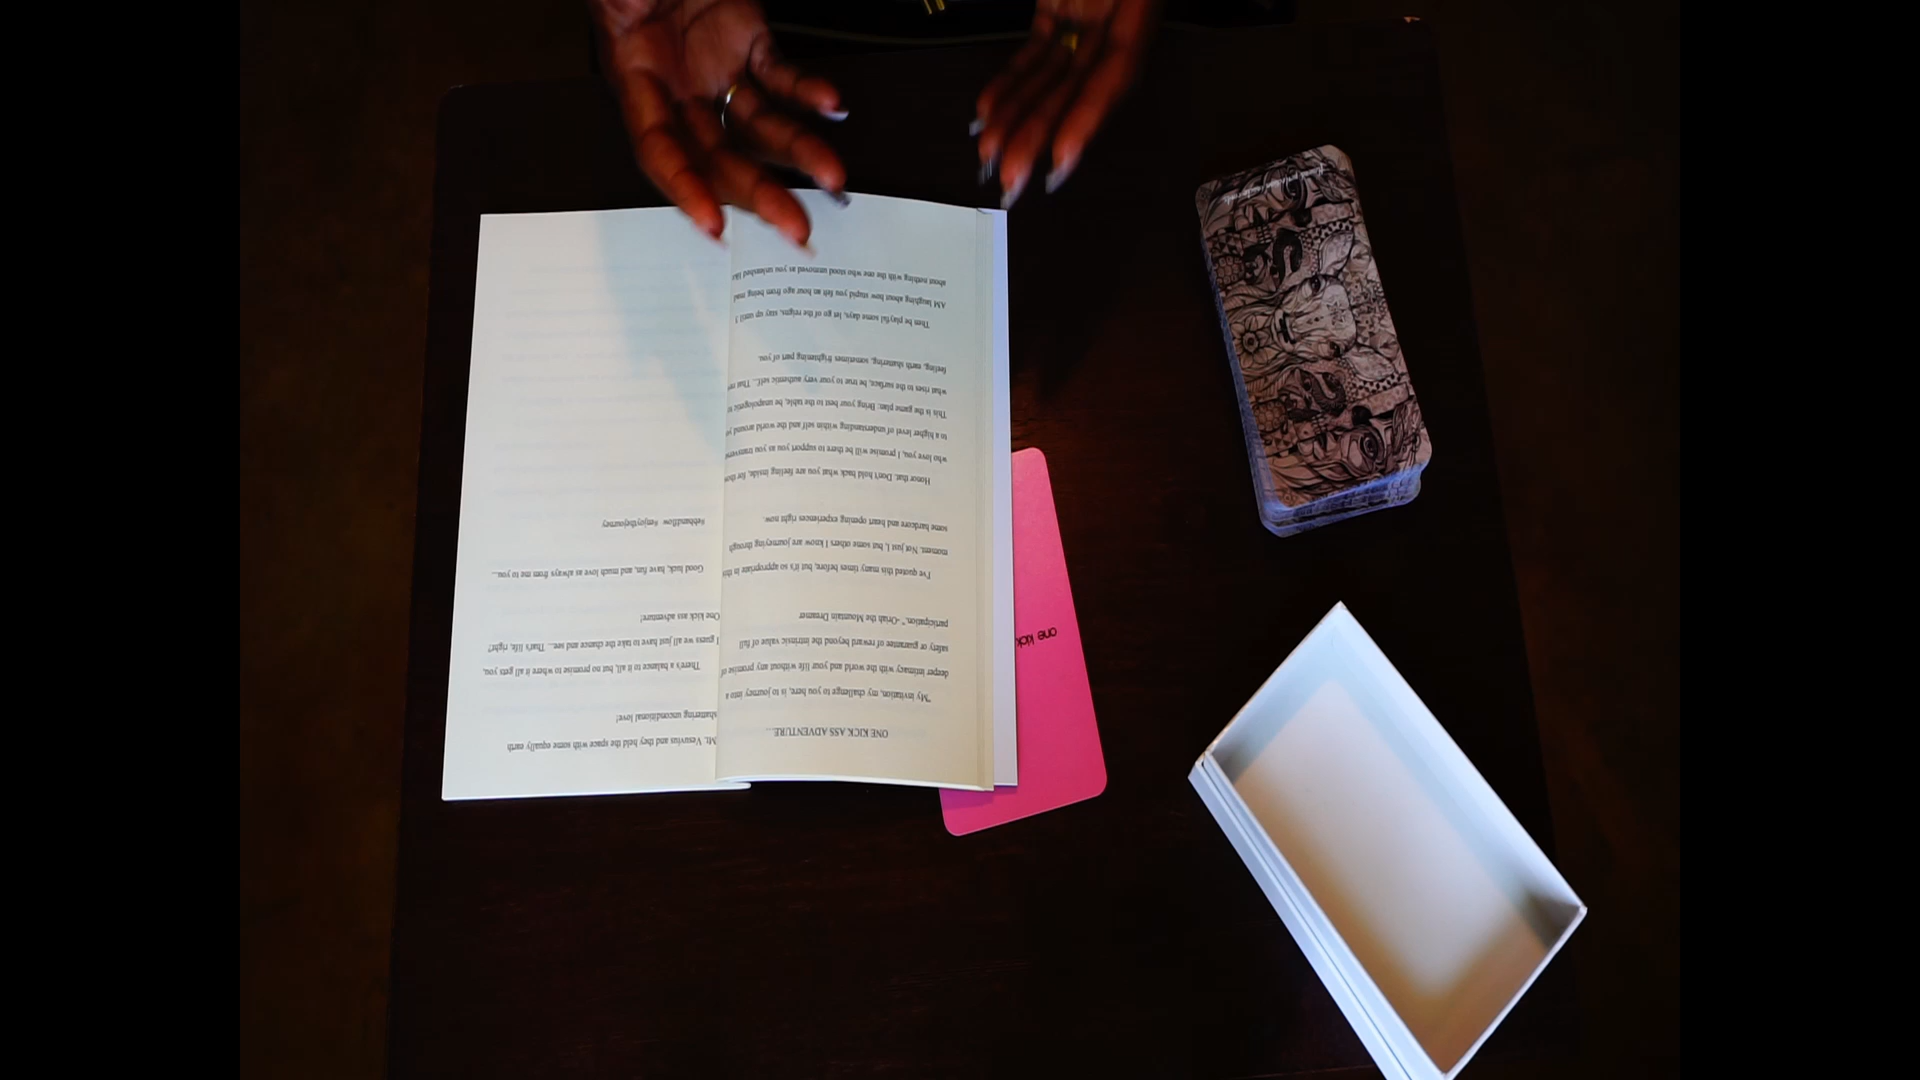 ONE KICK ASS ADVENTURE...
"My invitation, my challenge to you here, is to journey into a
deeper intimacy with the world and your life without any promise of
safety or guarantee of reward beyond the intrinsic value of full
participation." -Oriah the Mountain Dreamer
I've quoted this many times before, but it's so appropriate in this
moment. Not just I, but some others I know are journeying through
some hardcore and heart opening experiences right now.
Honor that. Don't hold back what you are feeling inside, for
who love you, I promise will be there to support you as you
to a higher level of understanding within self and the world around
This is the game plan: Bring your best to the table, be unapologetic
what rises to the surface, be true to your very authentic self... That
feeling, earth shattering, sometimes frightening part of you.
Then be playful some days, let go of the reigns, stay up until
AM laughing about how stupid you felt an hour ago from being mad
about nothing with the one who stood unmoved as you unleashed
Mt. Vesuvius and they held the space with some equally earth
shattering unconditional love!
There's a balance to it all, but no promise to where it all gets you,
I guess we all just have to take the chance and see... That's life, right?
One kick ass adventure!
Good luck, have fun, and much love as always from me to you...
#ebbandflow #enjoythejourney
one kick